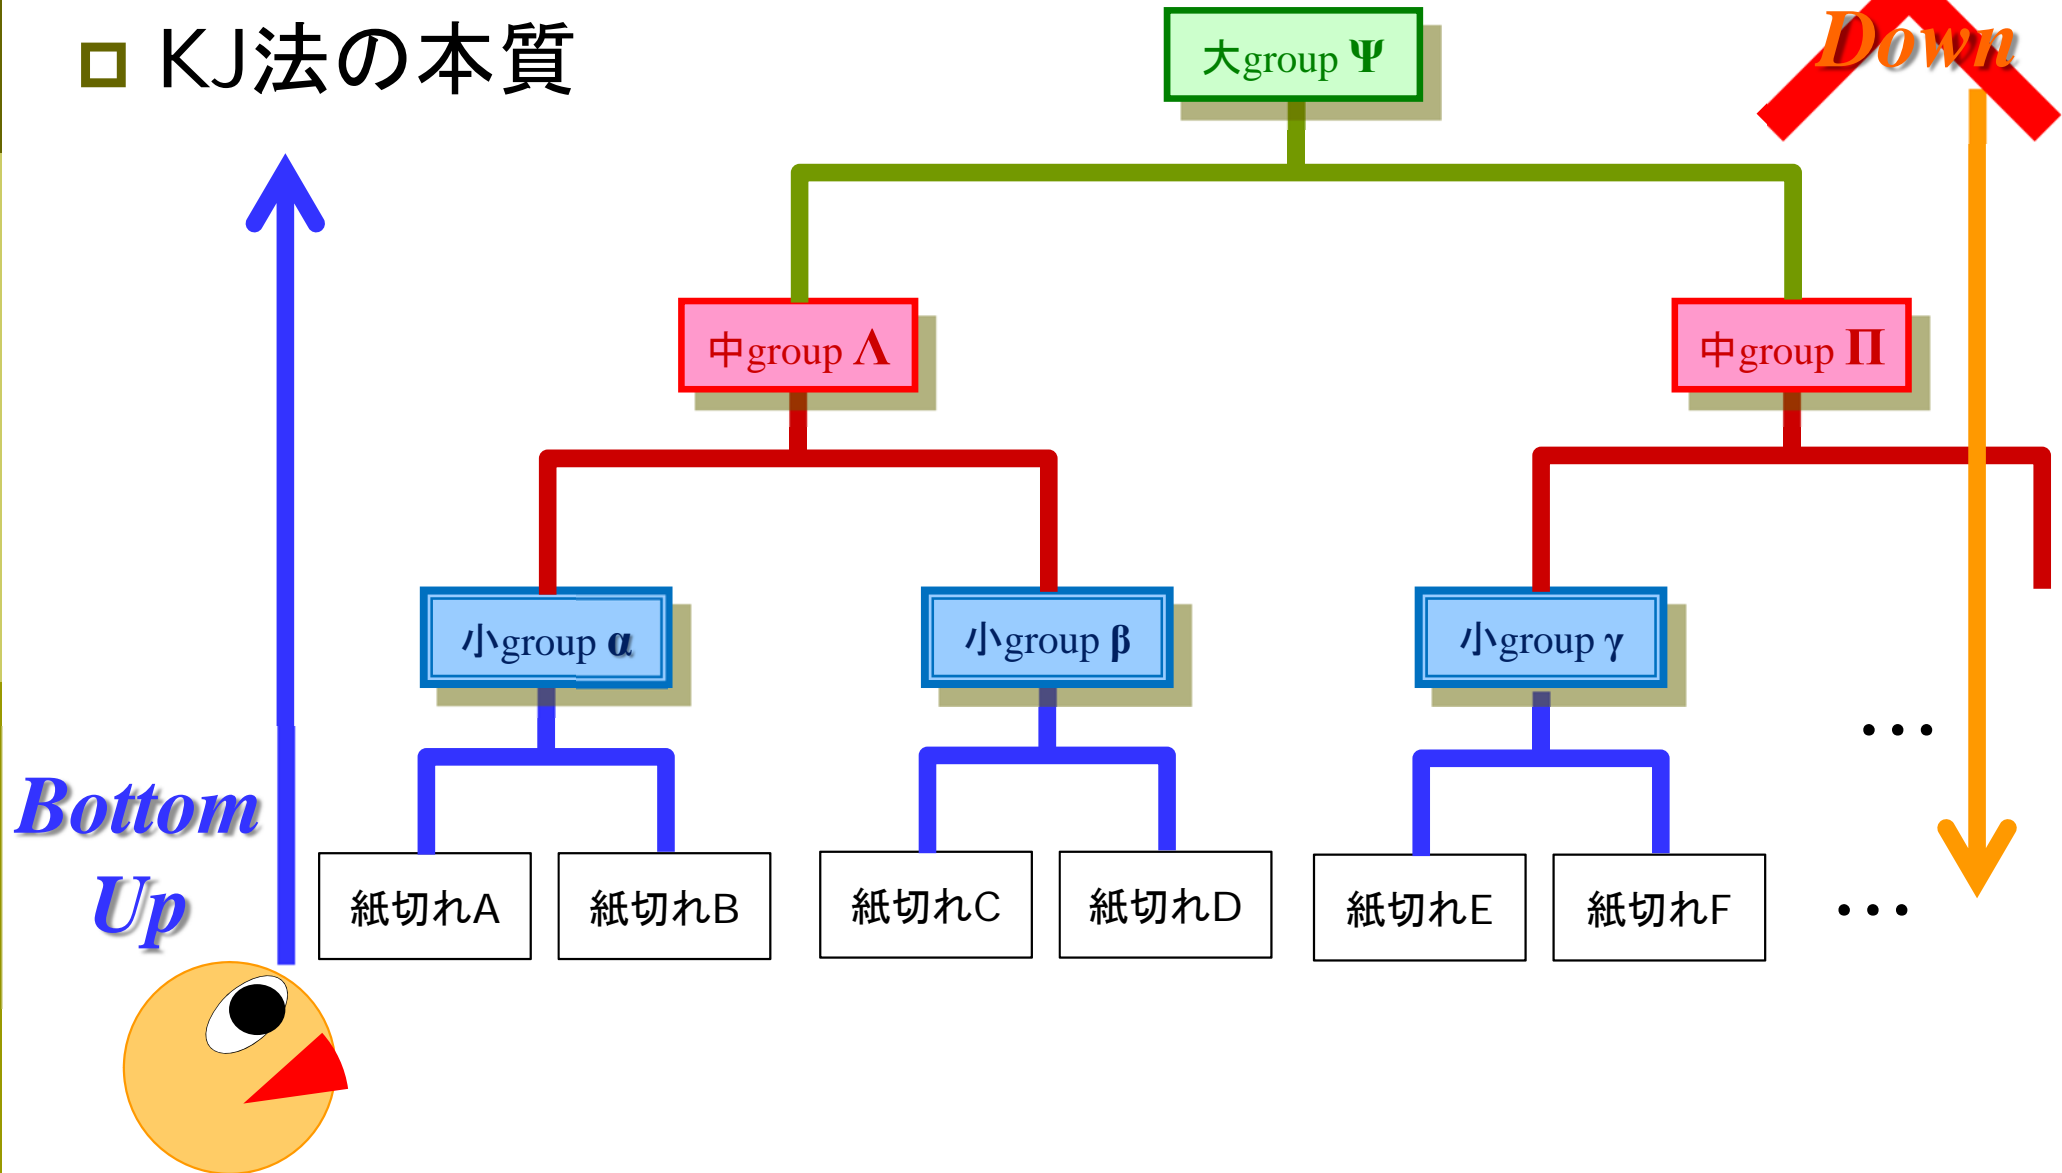 KJ法の本質
Down
大group Ψ
中group Λ
中group Π
小group α
小group β
小group γ
…
Bottom
Up
紙切れA
紙切れB
紙切れC
紙切れD
紙切れE
紙切れF
…